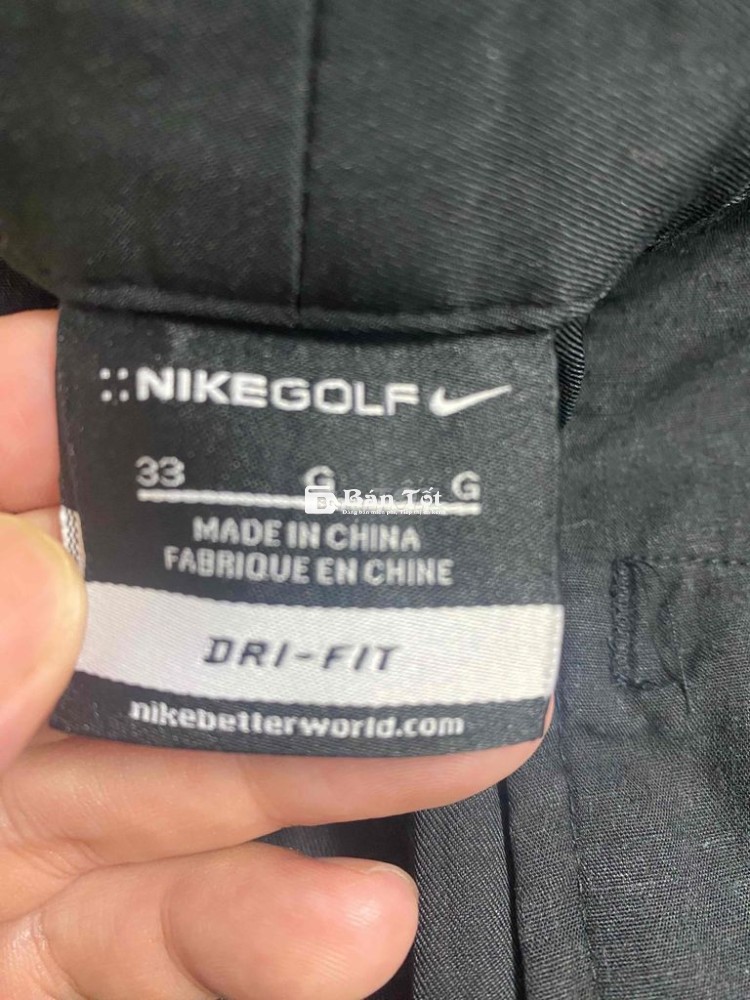 NIKEGOLF
33 G G
Bán Tốt
MADE IN CHINA
FABRIQUE EN CHINE
DRI-FIT
nikebetterworld.com